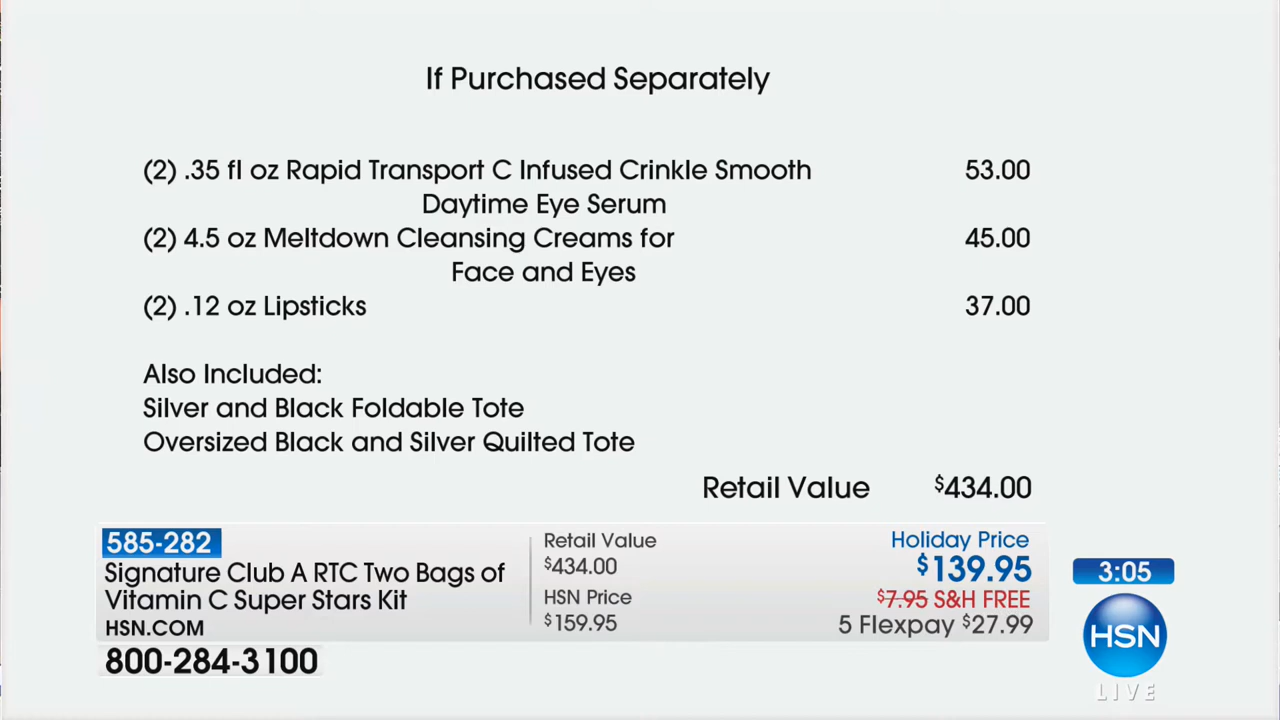 If Purchased Separately
(2) .35 fl oz Rapid Transport C Infused Crinkle Smooth 53.00
Daytime Eye Serum
(2) 4.5 oz Meltdown Cleansing Creams for 45.00
Face and Eyes
(2) .12 oz Lipsticks 37.00
Also Included:
Silver and Black Foldable Tote
Oversized Black and Silver Quilted Tote
Retail Value $434.00
585-282
Signature Club A RTC Two Bags of
Vitamin C Super Stars Kit
HSN.COM
800-284-3100
Retail Value
$434.00
HSN Price
$159.95
Holiday Price
$139.95
$7.95 S&H FREE
5 Flexpay $27.99
3:05
HSN
LIVE